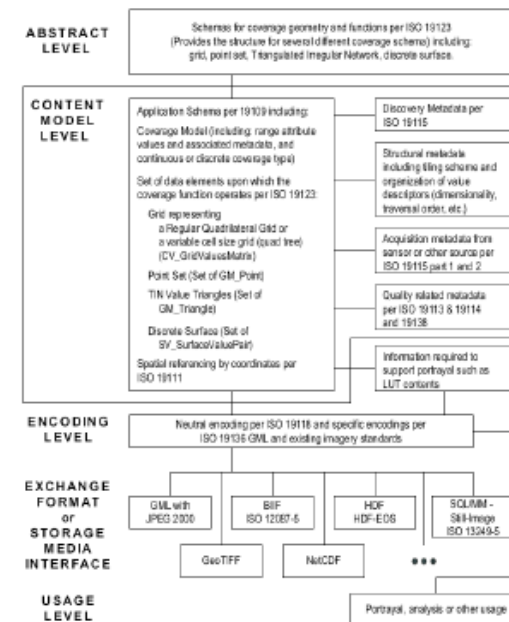 ABSTRACT
LEVEL
Schemas for coverage geometry and functions per ISO 19123
(Provides the structure for several different coverage schema) including:
grid, point set, Triangulated Irregular Network, discrete surface.
CONTENT
MODEL
LEVEL
Application Schema per 19109 including:
Coverage Model (including: range attribute
values and associated metadata, and
continuous or discrete coverage type)
Set of data elements upon which the
coverage function operates per ISO 19123:
Grid representing
a Regular Quadrilateral Grid or
a variable cell size grid (quad tree)
(CV_GridValuesMatrix)
Point Set (Set of GM_Point)
TIN Value Triangles (Set of
GM_Triangle)
Discrete Surface (Set of
SV_SurfaceValuePair)
Spatial referencing by coordinates per
ISO 19111
Discovery Metadata per
ISO 19115
Structural metadata
including tiling scheme and
organization of value
descriptors (dimensionality,
traversal order, etc.)
Acquisition metadata from
sensor or other source per
ISO 19115 part 1 and 2
Quality related metadata
per ISO 19113 & 19114
and 19138
Information required to
support portrayal such as
LUT contents
ENCODING
LEVEL
Neutral encoding per ISO 19118 and specific encodings per
ISO 19136 GML and existing imagery standards
EXCHANGE
FORMAT
or
STORAGE
MEDIA
INTERFACE
GML with
JPEG 2000
BIIF
ISO 12087-5
HDF
HDF-EOS
SQL/MM -
Still-Image
ISO 13249-5
GeoTIFF
NetCDF
•••
USAGE
LEVEL
Portrayal, analysis or other usage